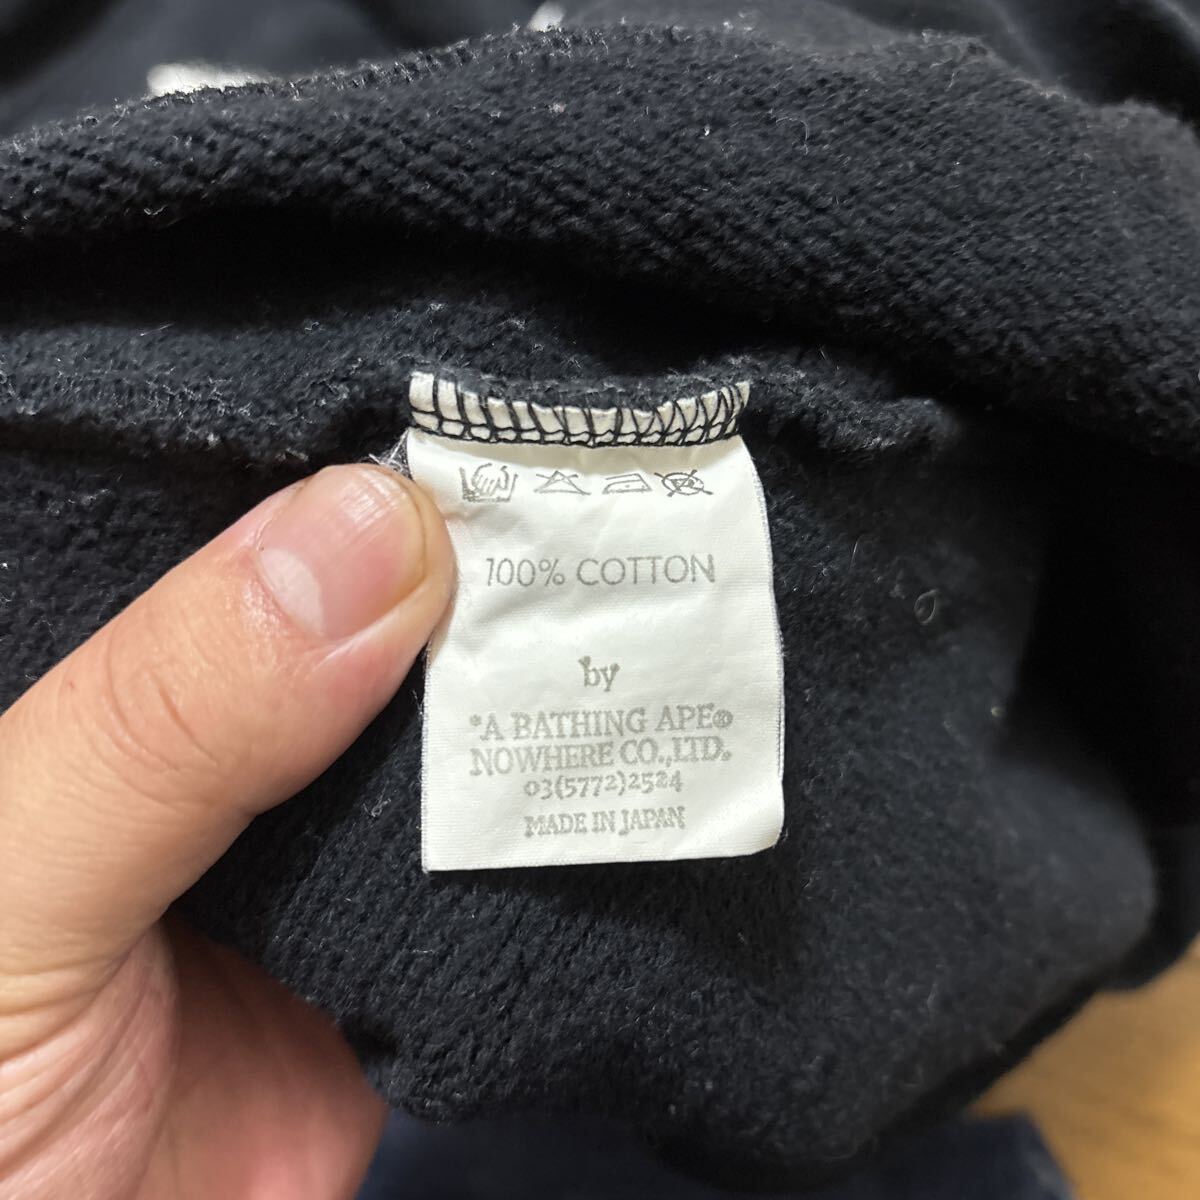 100% COTTON
by
*A BATHING APE®
NOWHERE CO.,LTD.
03(5772)2524
MADE IN JAPAN